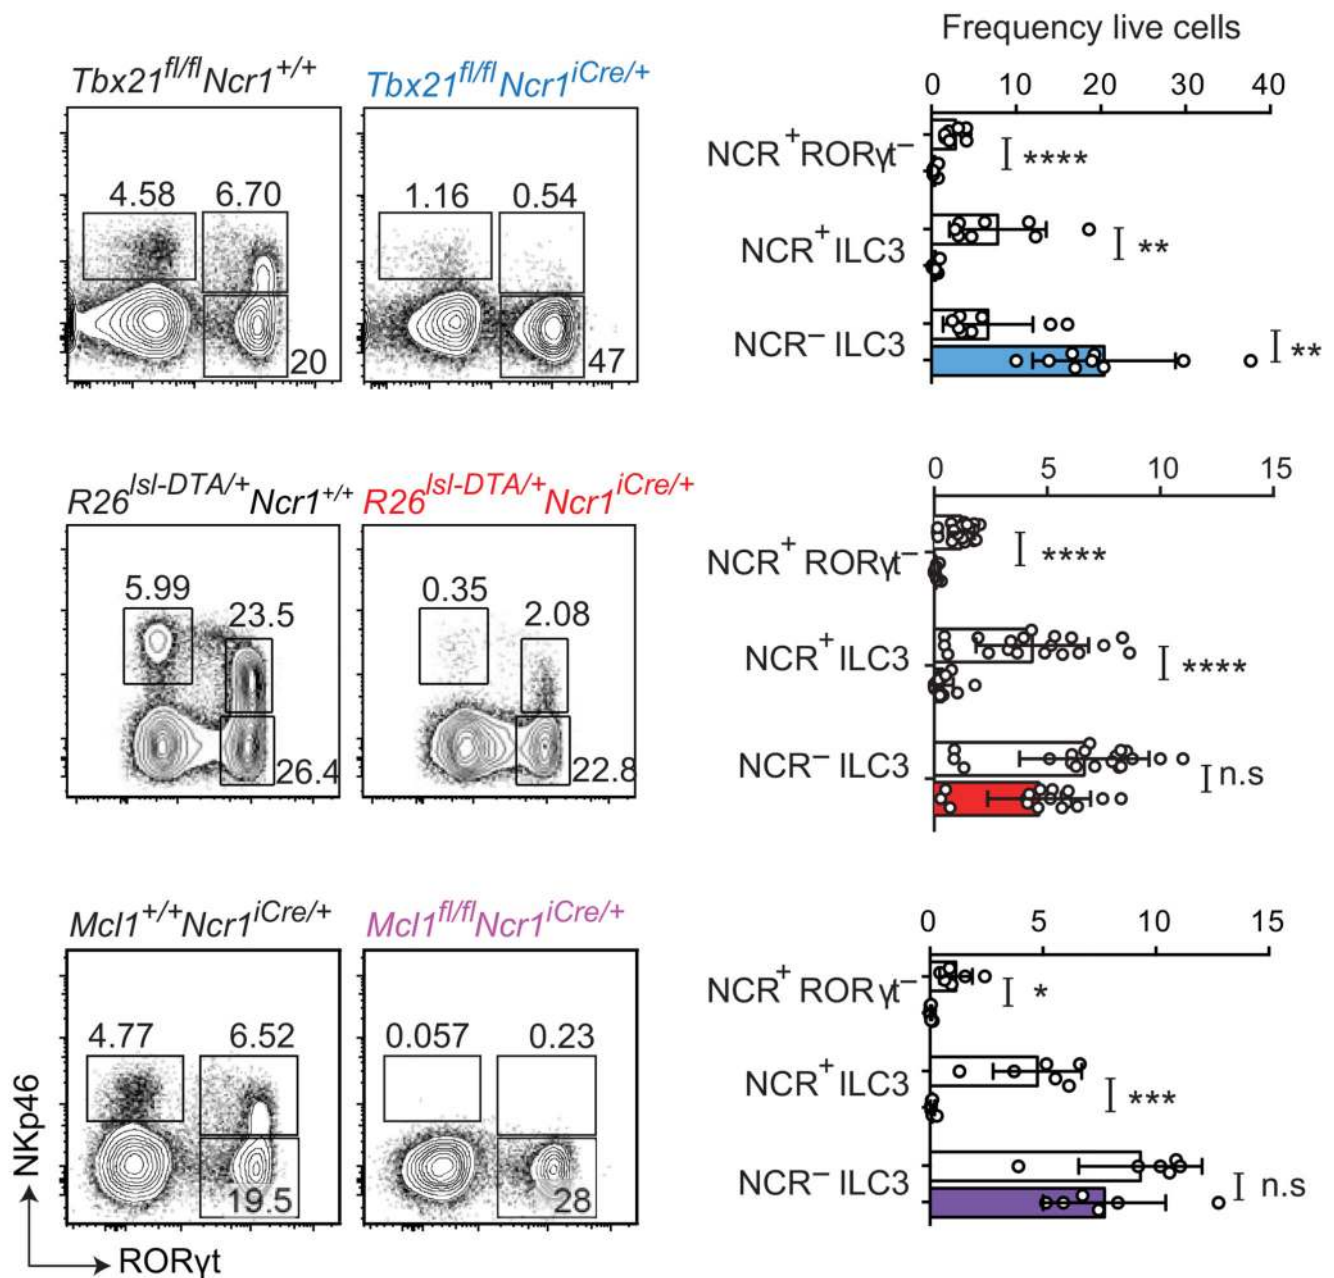 Frequency live cells
Tbx21fl/fl Ncr1+/+ Tbx21fl/fl Ncr1iCre/+
0 10 20 30 40
4.58 6.70 1.16 0.54
20 47
NCR+ RORγt− ****
NCR+ ILC3 **
NCR− ILC3 **
R26lsl-DTA/+ Ncr1+/+ R26lsl-DTA/+ Ncr1iCre/+
0 5 10 15
5.99 23.5 0.35 2.08
26.4 22.8
NCR+ RORγt− ****
NCR+ ILC3 ****
NCR− ILC3 n.s
Mcl1+/+ Ncr1iCre/+ Mcl1fl/fl Ncr1iCre/+
0 5 10 15
4.77 6.52 0.057 0.23
19.5 28
NCR+ RORγt− *
NCR+ ILC3 ***
NCR− ILC3 n.s
NKp46
RORγt